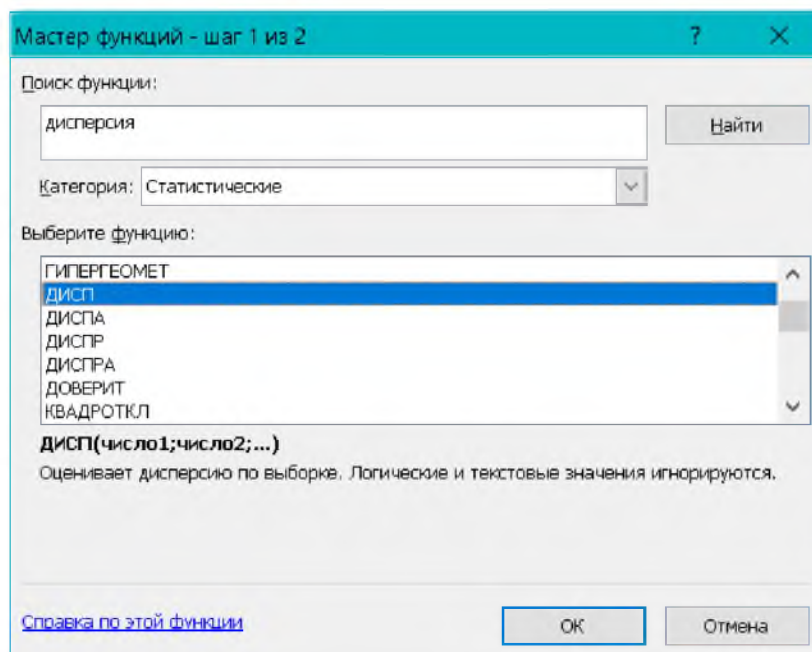 Мастер функций - шаг 1 из 2 ? ×
Поиск функции:
дисперсия
Найти
Категория: Статистические
Выберите функцию:
ГИПЕРГЕОМЕТ
ДИСП
ДИСПА
ДИСПР
ДИСПРА
ДОВЕРИТ
КВАДРОТКЛ
ДИСП(число1;число2;...)
Оценивает дисперсию по выборке. Логические и текстовые значения игнорируются.
Справка по этой функции
ОК
Отмена